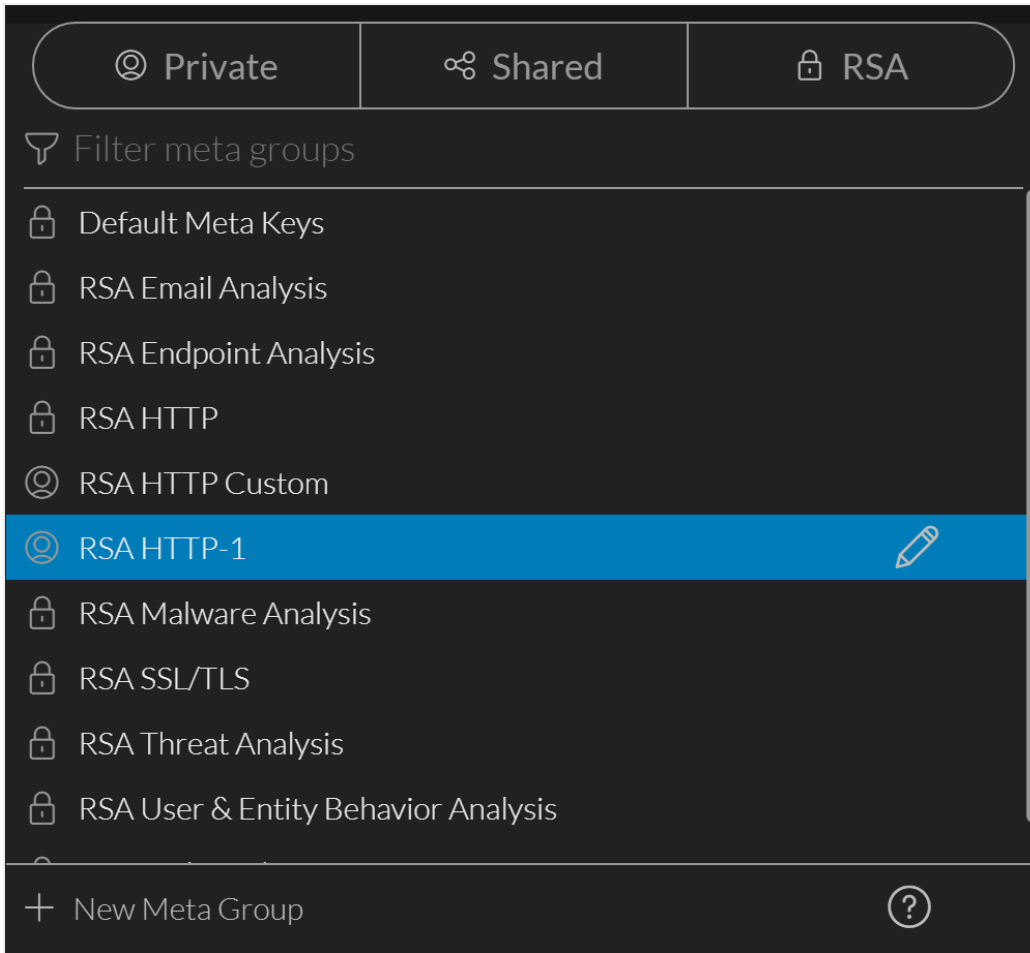 Private
Shared
RSA
Filter meta groups
Default Meta Keys
RSA Email Analysis
RSA Endpoint Analysis
RSA HTTP
RSA HTTP Custom
RSA HTTP-1
RSA Malware Analysis
RSA SSL/TLS
RSA Threat Analysis
RSA User & Entity Behavior Analysis
New Meta Group